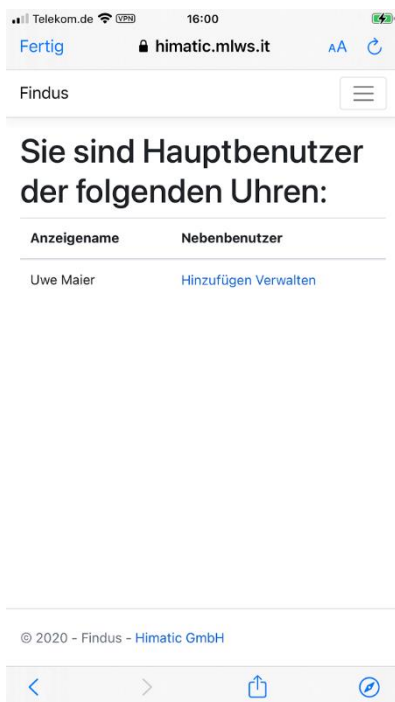 Telekom.de VPN 16:00
Fertig himatic.mlws.it AA
Findus
Sie sind Hauptbenutzer
der folgenden Uhren:
Anzeigename Nebenbenutzer
Uwe Maier Hinzufügen Verwalten
© 2020 - Findus - Himatic GmbH